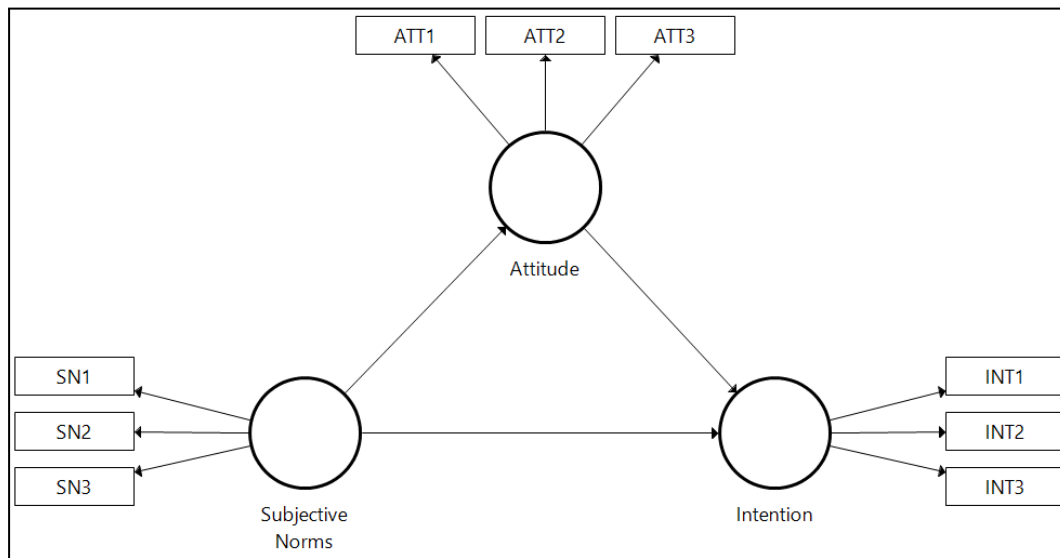 ATT1
ATT2
ATT3
Attitude
SN1
SN2
SN3
Subjective
Norms
INT1
INT2
INT3
Intention